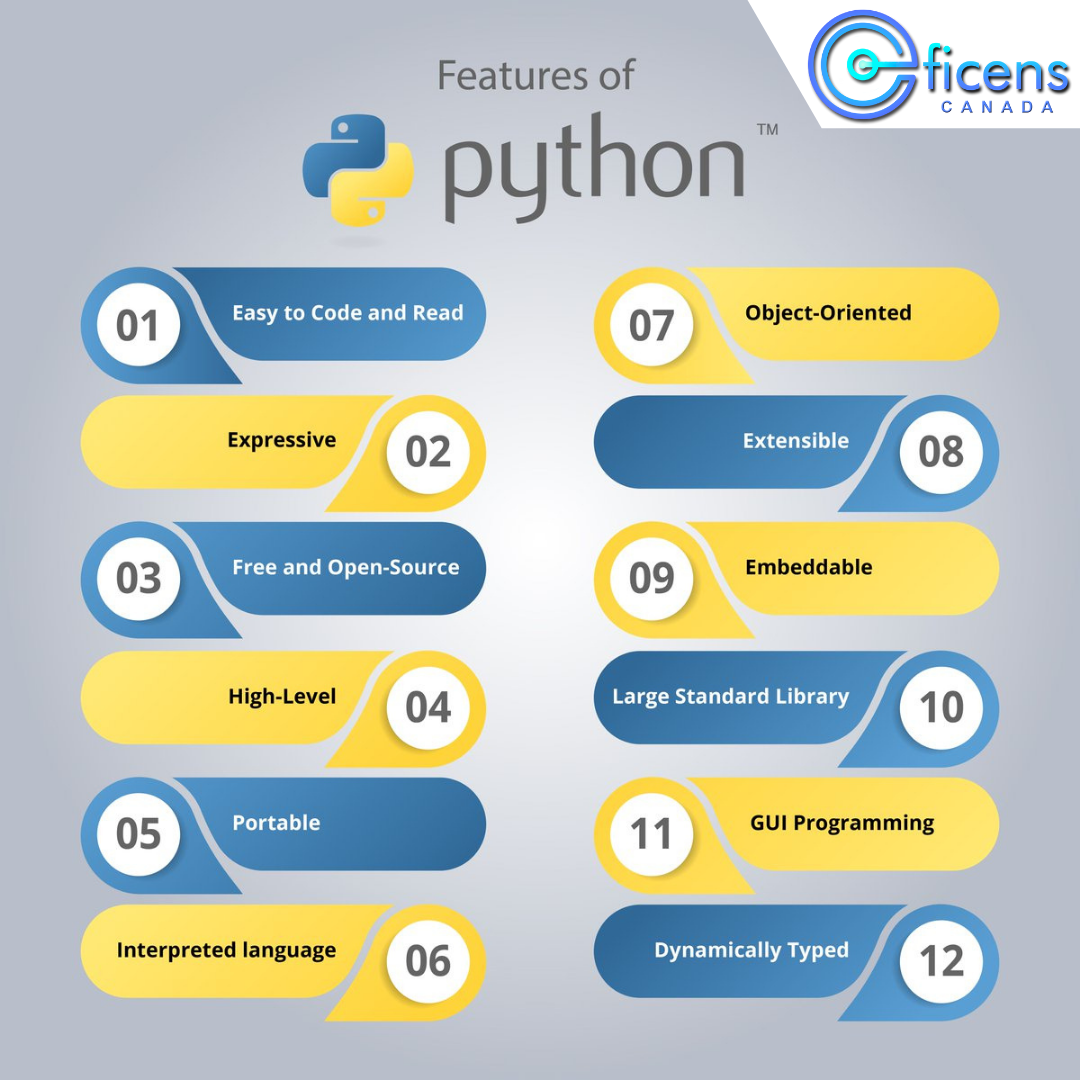 eficens
CANADA
Features of
python™
01
Easy to Code and Read
Expressive
02
03
Free and Open-Source
High-Level
04
05
Portable
Interpreted language
06
07
Object-Oriented
Extensible
08
09
Embeddable
Large Standard Library
10
11
GUI Programming
Dynamically Typed
12